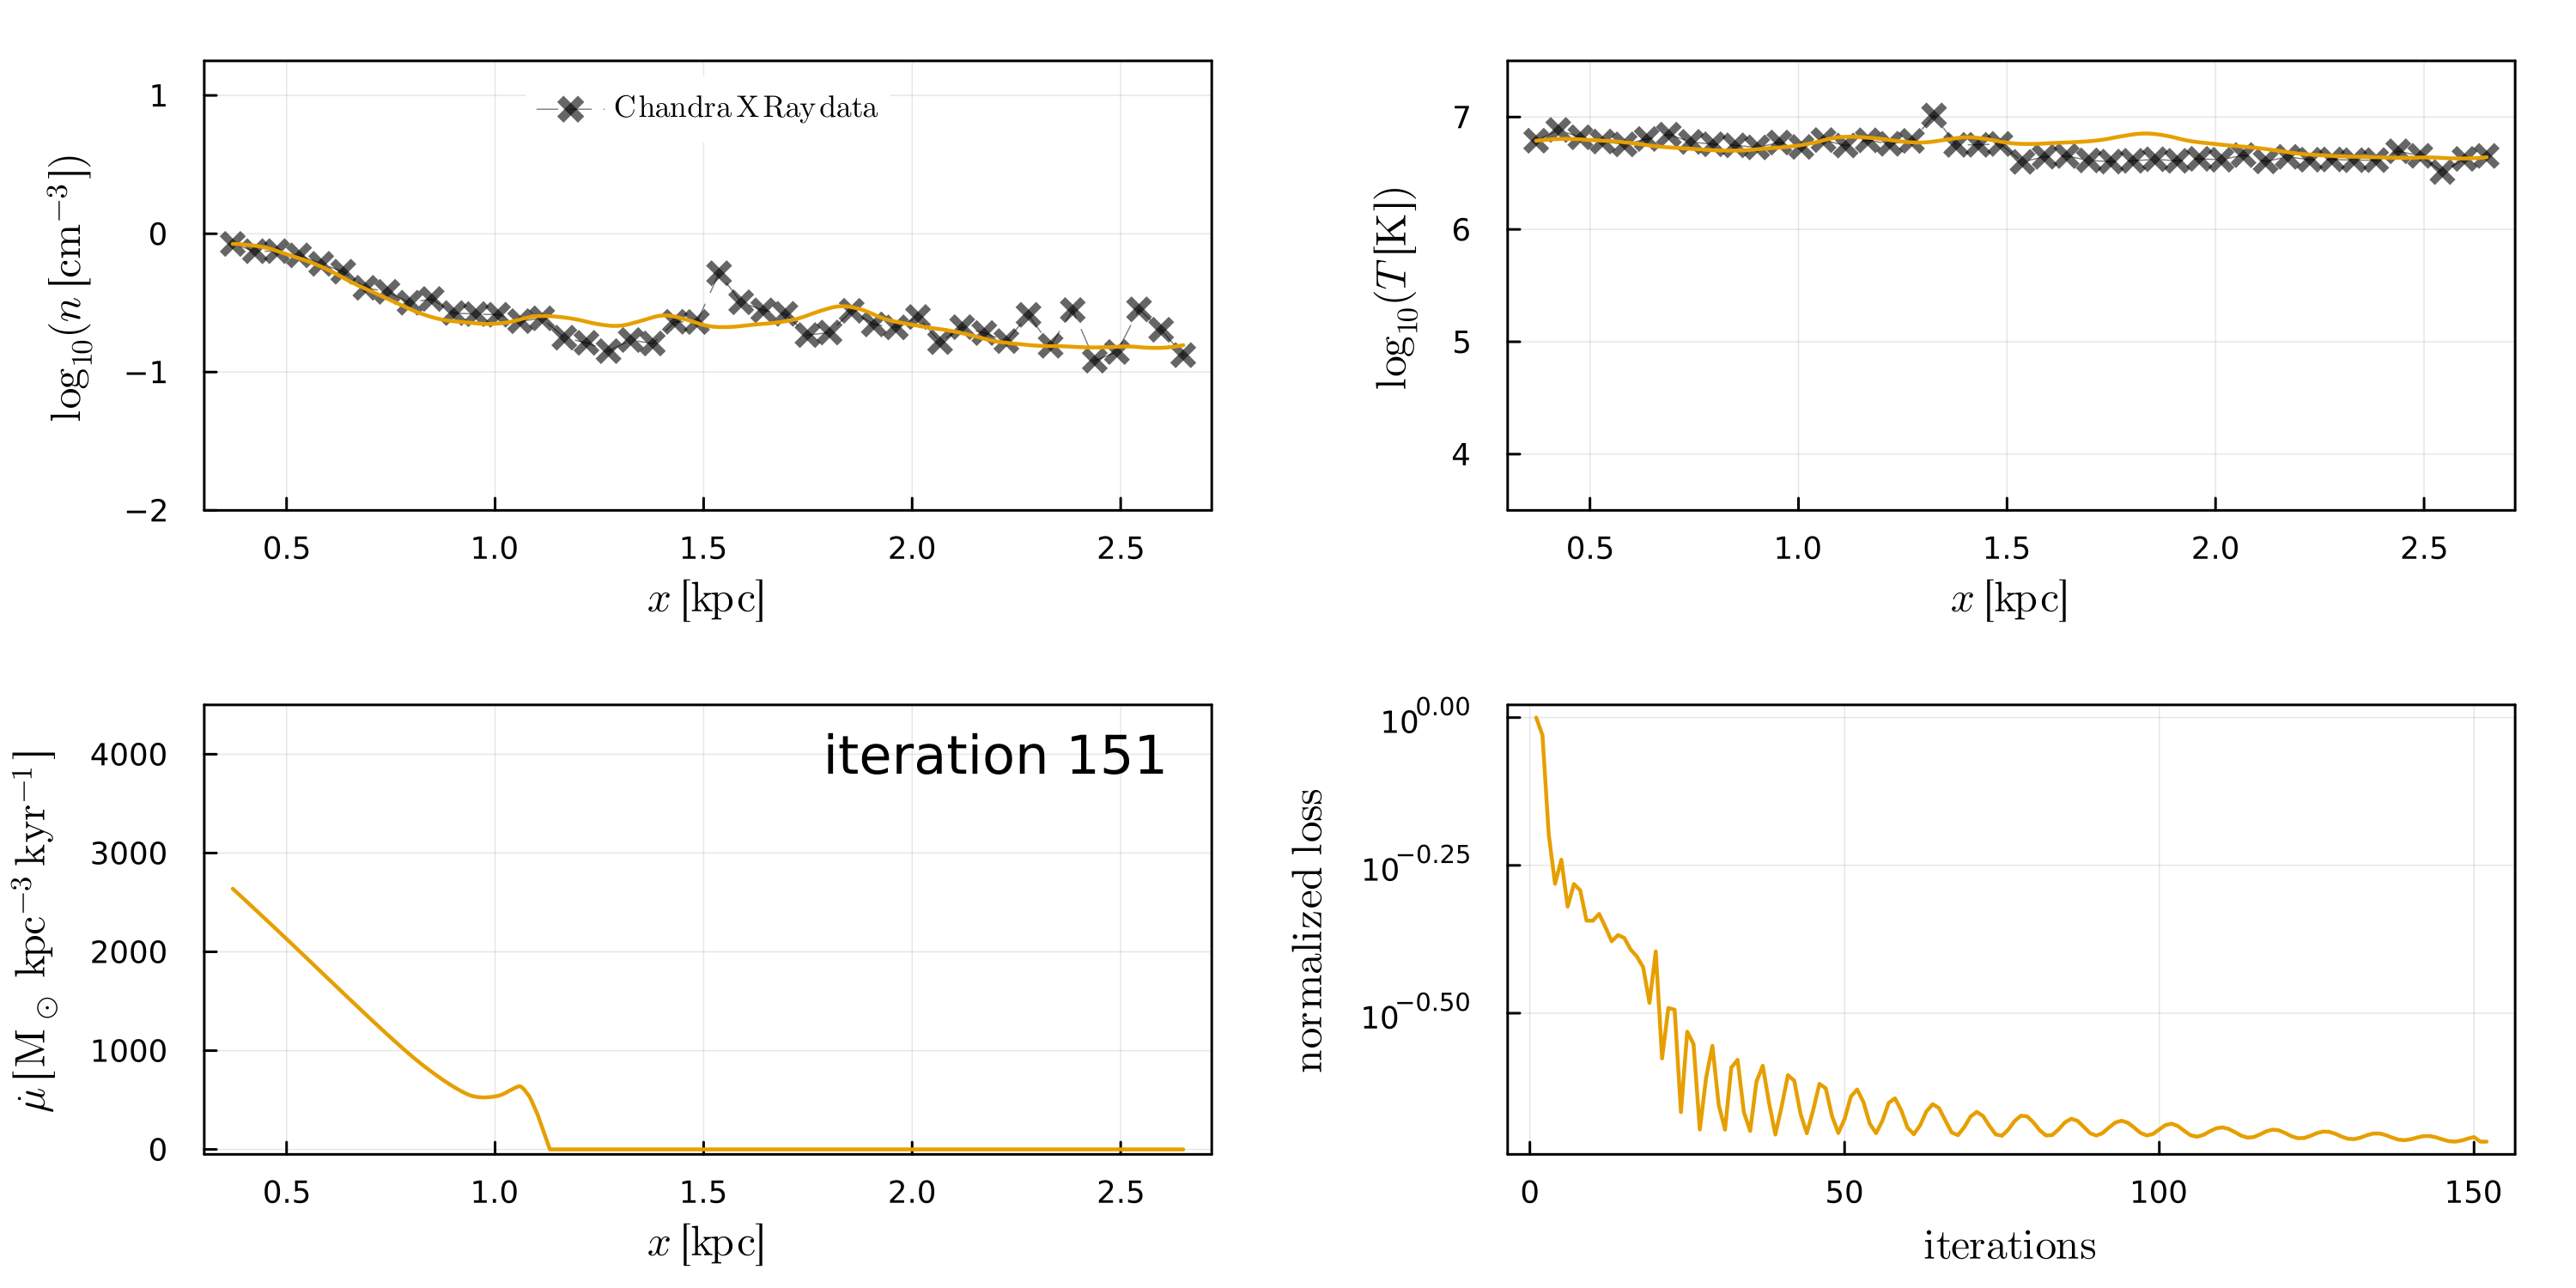 log₁₀(n [cm⁻³])
1
0
−1
−2
Chandra X Ray data
0.5 1.0 1.5 2.0 2.5
x [kpc]
log₁₀(T [K])
7
6
5
4
0.5 1.0 1.5 2.0 2.5
x [kpc]
μ̇ [M⊙ kpc⁻³ kyr⁻¹]
4000
3000
2000
1000
0
iteration 151
0.5 1.0 1.5 2.0 2.5
x [kpc]
normalized loss
10⁰·⁰⁰
10⁻⁰·²⁵
10⁻⁰·⁵⁰
0 50 100 150
iterations